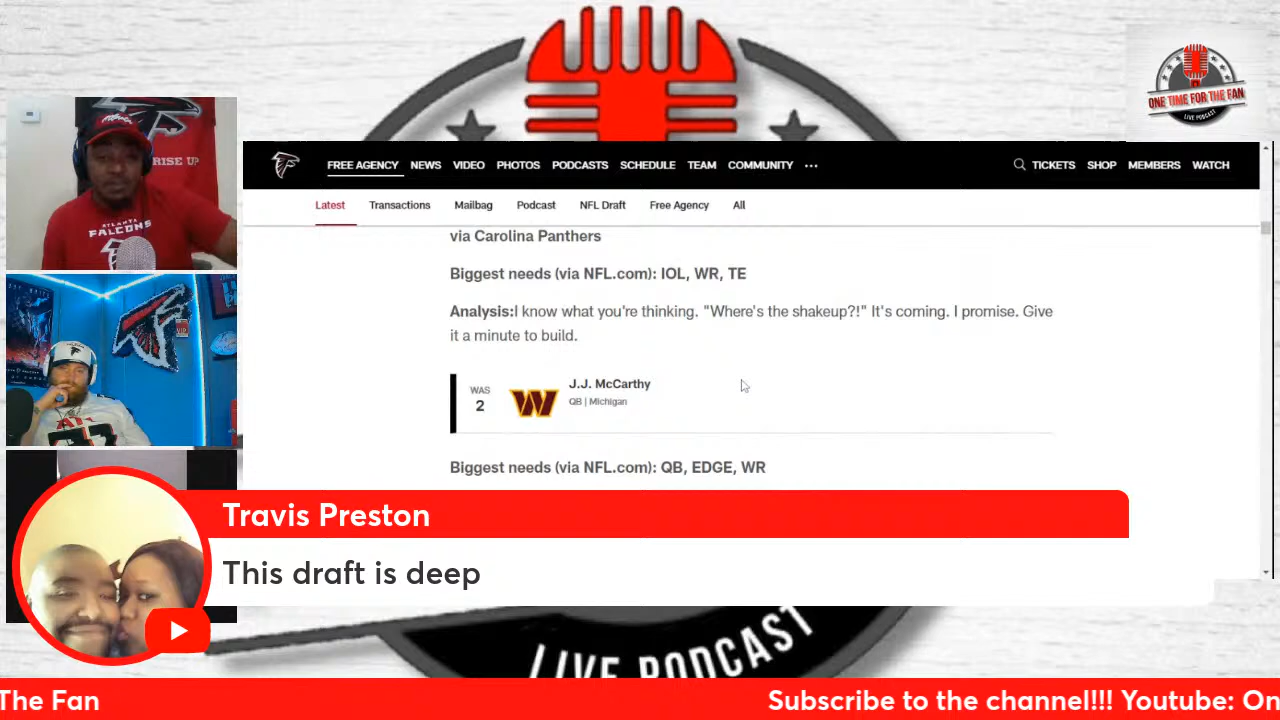 ONE TIME FOR THE FAN
LIVE PODCAST
RISE UP
ATLANTA
FALCONS
FREE AGENCY NEWS VIDEO PHOTOS PODCASTS SCHEDULE TEAM COMMUNITY ...
TICKETS SHOP MEMBERS WATCH
Latest Transactions Mailbag Podcast NFL Draft Free Agency All
via Carolina Panthers
Biggest needs (via NFL.com): IOL, WR, TE
Analysis:I know what you're thinking. "Where's the shakeup?!" It's coming. I promise. Give
it a minute to build.
WAS
2
W
J.J. McCarthy
QB | Michigan
Biggest needs (via NFL.com): QB, EDGE, WR
Travis Preston
This draft is deep
LIVE PODCAST
The Fan
Subscribe to the channel!!! Youtube: On